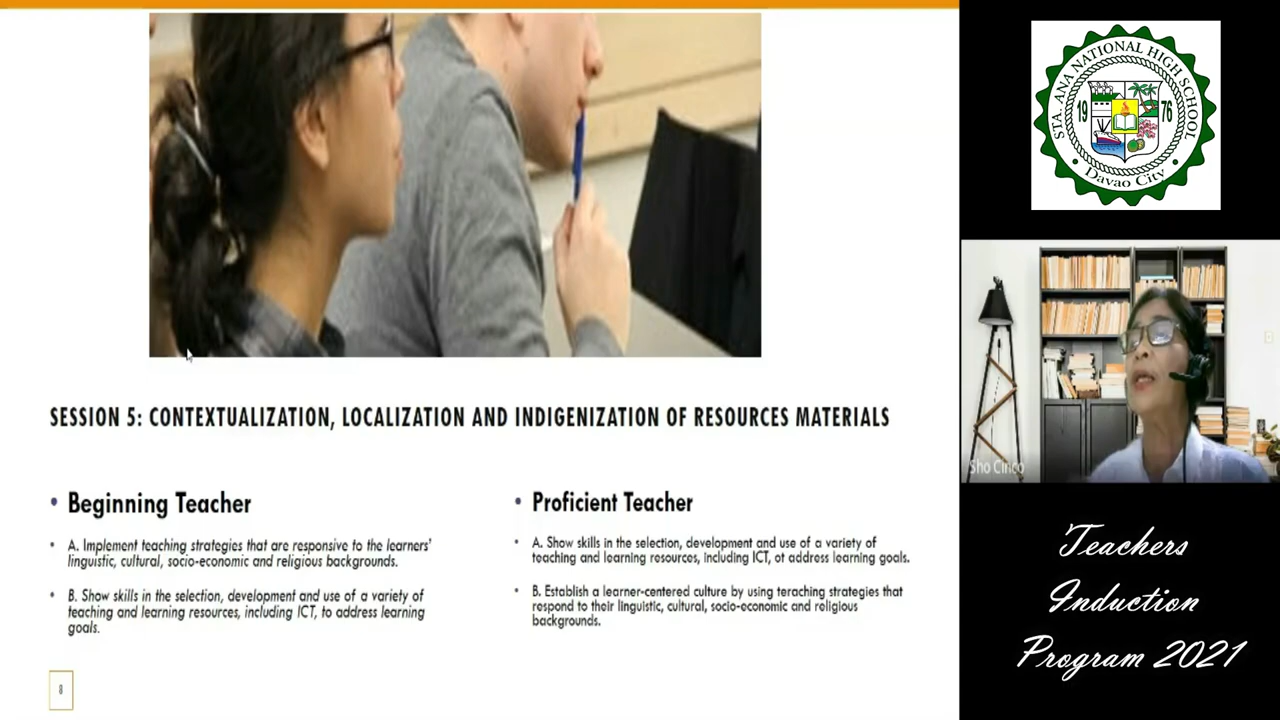 STA. ANA NATIONAL HIGH SCHOOL
19 76
Davao City
SESSION 5: CONTEXTUALIZATION, LOCALIZATION AND INDIGENIZATION OF RESOURCES MATERIALS
• Beginning Teacher
• A. Implement teaching strategies that are responsive to the learners'
linguistic, cultural, socio-economic and religious backgrounds.
• B. Show skills in the selection, development and use of a variety of
teaching and learning resources, including ICT, to address learning
goals.
• Proficient Teacher
• A. Show skills in the selection, development and use of a variety of
teaching and learning resources, including ICT, ot address learning goals.
• B. Establish a learner-centered culture by using teraching strategies that
respond to their linguistic, cultural, socio-economic and religious
backgrounds.
8
Sho Cinco
Teachers
Induction
Program 2021